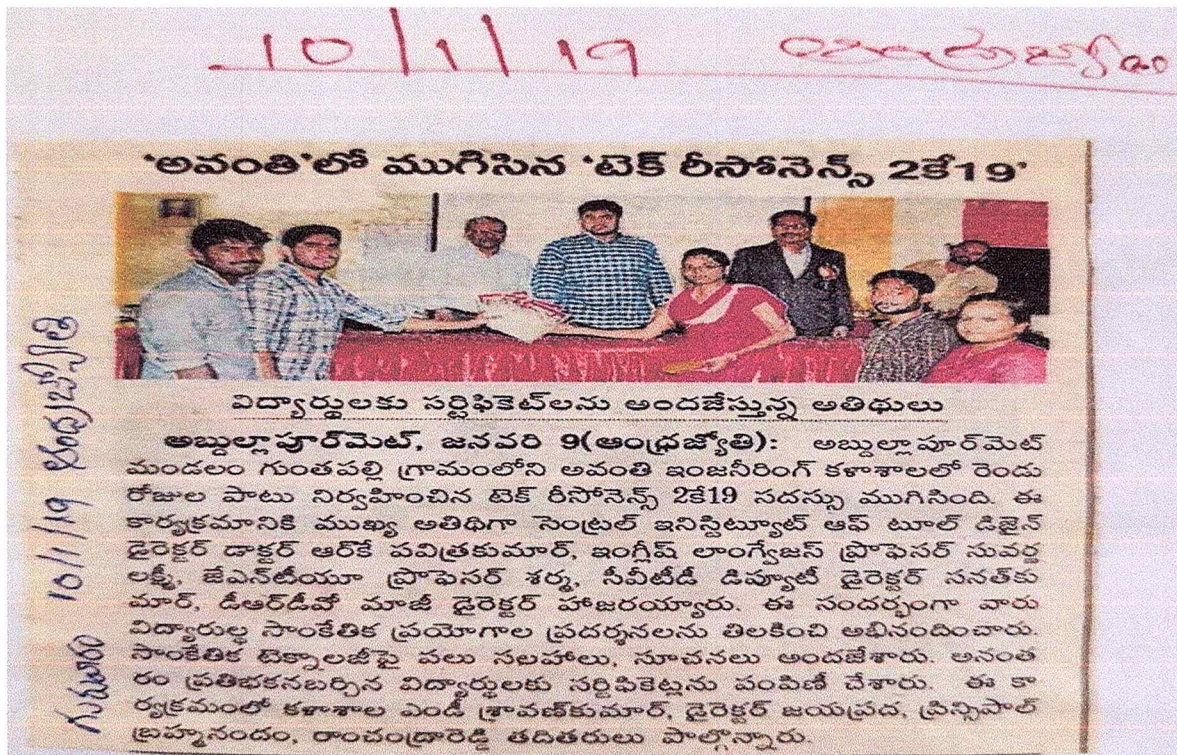 10/1/19 ఆంధ్రజ్యోతి
'అవంతి'లో ముగిసిన 'టెక్ రీసోనెన్స్ 2కే19'
విద్యార్థులకు సర్టిఫికెట్‌లను అందజేస్తున్న అతిథులు
అబ్దుల్లాపూర్‌మెట్, జనవరి 9(ఆంధ్రజ్యోతి): అబ్దుల్లాపూర్‌మెట్
మండలం గుంతపల్లి గ్రామంలోని అవంతి ఇంజనీరింగ్ కళాశాలలో రెండు
రోజుల పాటు నిర్వహించిన టెక్ రీసోనెన్స్ 2కే19 సదస్సు ముగిసింది. ఈ
కార్యక్రమానికి ముఖ్య అతిథిగా సెంట్రల్ ఇనిస్టిట్యూట్ ఆఫ్ టూల్ డిజైన్
డైరెక్టర్ డాక్టర్ ఆర్‌కే పవిత్రకుమార్, ఇంగ్లీష్ లాంగ్వేజస్ ప్రొఫెసర్ సువర్ణ
లక్ష్మీ, జేఎన్‌టీయూ ప్రొఫెసర్ శర్మ, సీవీటీడీ డిప్యూటీ డైరెక్టర్ సనత్‌కు
మార్, డీఆర్‌డీవో మాజీ డైరెక్టర్ హాజరయ్యారు. ఈ సందర్భంగా వారు
విద్యారుల్థ సాంకేతిక ప్రయోగాల ప్రదర్శనలను తిలకించి అభినందించారు.
సాంకేతిక టెక్నాలజీపై పలు సలహాలు, సూచనలు అందజేశారు. అనంత
రం ప్రతిభకనబర్చిన విద్యార్థులకు సర్టిఫికెట్లను పంపిణీ చేశారు. ఈ కా
ర్యక్రమంలో కళాశాల ఎండీ శ్రావణ్‌కుమార్, డైరెక్టర్ జయప్రద, ప్రిన్సిపాల్
బ్రహ్మనందం, రాంచంద్రారెడ్డి తదితరులు పాల్గొన్నారు.
గురువారం 10/1/19 ఆంధ్రజ్యోతి